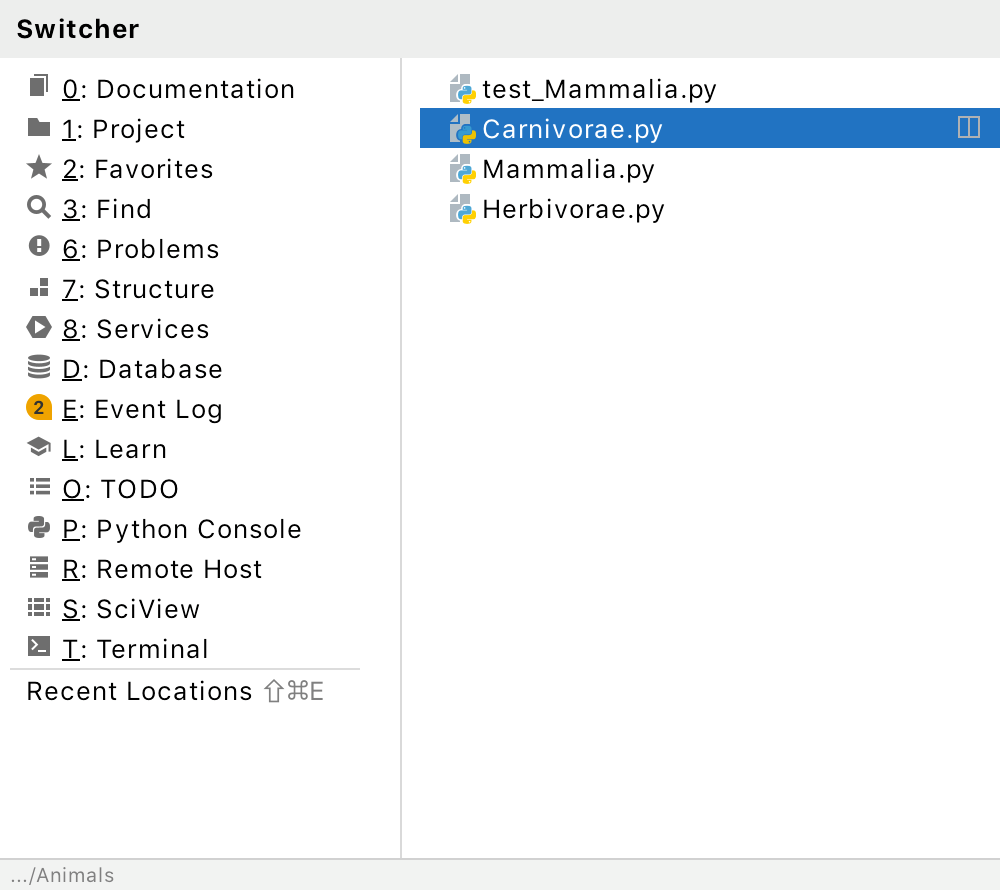 Switcher
0: Documentation
1: Project
2: Favorites
3: Find
6: Problems
7: Structure
8: Services
D: Database
2 E: Event Log
L: Learn
O: TODO
P: Python Console
R: Remote Host
S: SciView
T: Terminal
Recent Locations ⇧⌘E
test_Mammalia.py
Carnivorae.py
Mammalia.py
Herbivorae.py
.../Animals